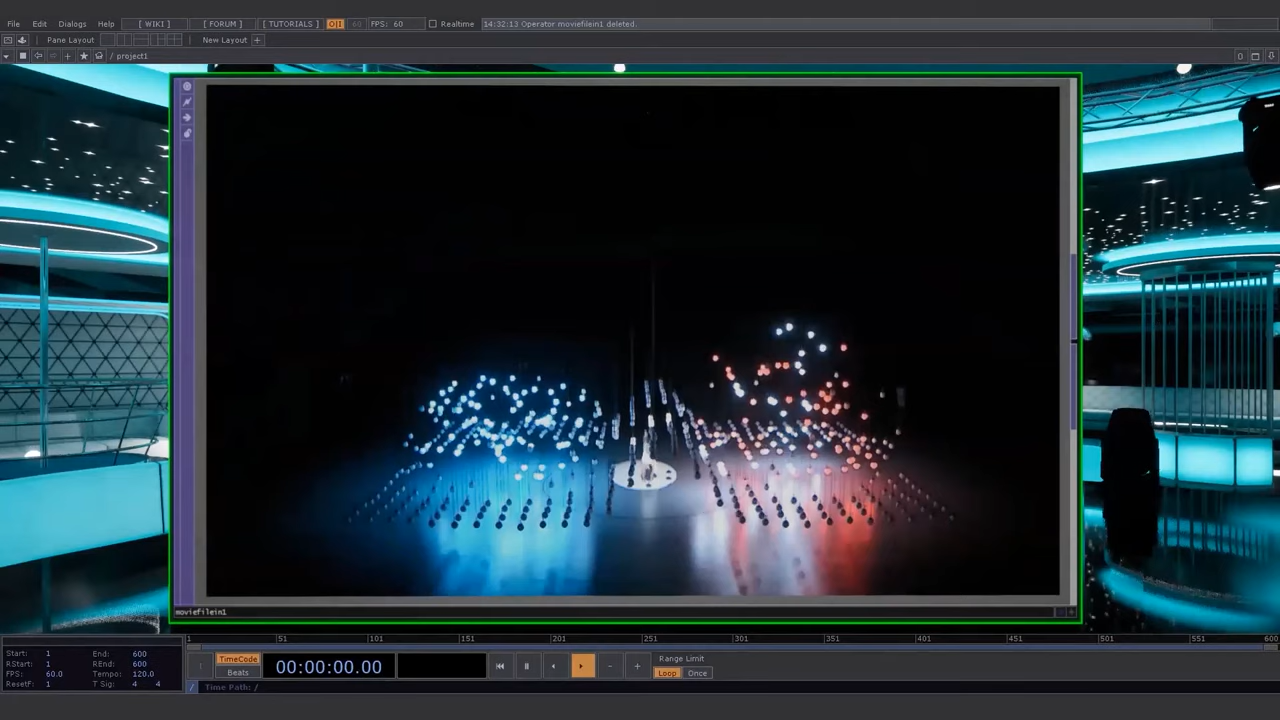 File Edit Dialogs Help [ WIKI ] [ FORUM ] [ TUTORIALS ] O|I 60 FPS: 60 Realtime 14:32:13 Operator moviefilein1 deleted.
Pane Layout New Layout +
/ project1 0
moviefilein1
1 51 101 151 201 251 301 351 401 451 501 551 600
Start: 1 End: 600
RStart: 1 REnd: 600
FPS: 60.0 Tempo: 120.0
ResetF: 1 T Sig: 4 4
TimeCode
Beats
00:00:00.00
Range Limit
Loop Once
/ Time Path: /